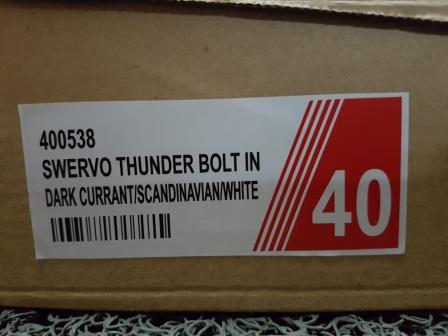 400538
SWERVO THUNDER BOLT IN
DARK CURRANT/SCANDINAVIAN/WHITE
40